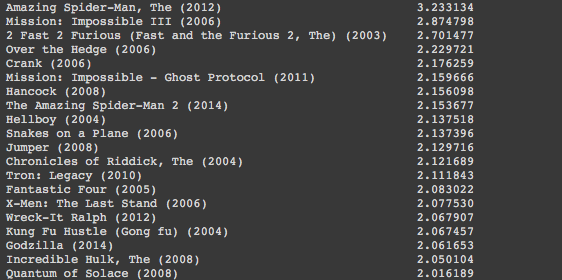 Amazing Spider-Man, The (2012) 3.233134
Mission: Impossible III (2006) 2.874798
2 Fast 2 Furious (Fast and the Furious 2, The) (2003) 2.701477
Over the Hedge (2006) 2.229721
Crank (2006) 2.176259
Mission: Impossible - Ghost Protocol (2011) 2.159666
Hancock (2008) 2.156098
The Amazing Spider-Man 2 (2014) 2.153677
Hellboy (2004) 2.137518
Snakes on a Plane (2006) 2.137396
Jumper (2008) 2.129716
Chronicles of Riddick, The (2004) 2.121689
Tron: Legacy (2010) 2.111843
Fantastic Four (2005) 2.083022
X-Men: The Last Stand (2006) 2.077530
Wreck-It Ralph (2012) 2.067907
Kung Fu Hustle (Gong fu) (2004) 2.067457
Godzilla (2014) 2.061653
Incredible Hulk, The (2008) 2.050104
Quantum of Solace (2008) 2.016189